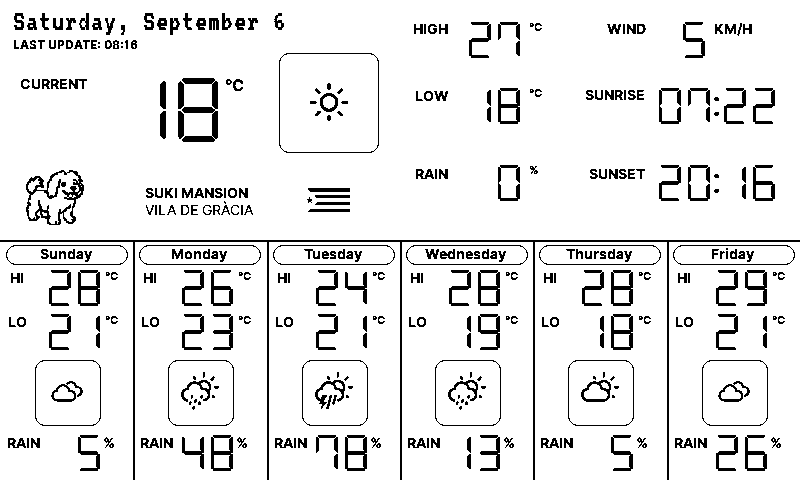 Saturday, September 6
LAST UPDATE: 08:16
CURRENT 18 °C
SUKI MANSION
VILA DE GRÀCIA
HIGH 27 °C
LOW 18 °C
RAIN 0 %
WIND 5 KM/H
SUNRISE 07:22
SUNSET 20:16
Sunday
HI 28 °C
LO 21 °C
RAIN 5 %
Monday
HI 26 °C
LO 23 °C
RAIN 48 %
Tuesday
HI 24 °C
LO 21 °C
RAIN 78 %
Wednesday
HI 28 °C
LO 19 °C
RAIN 13 %
Thursday
HI 28 °C
LO 18 °C
RAIN 5 %
Friday
HI 29 °C
LO 21 °C
RAIN 26 %